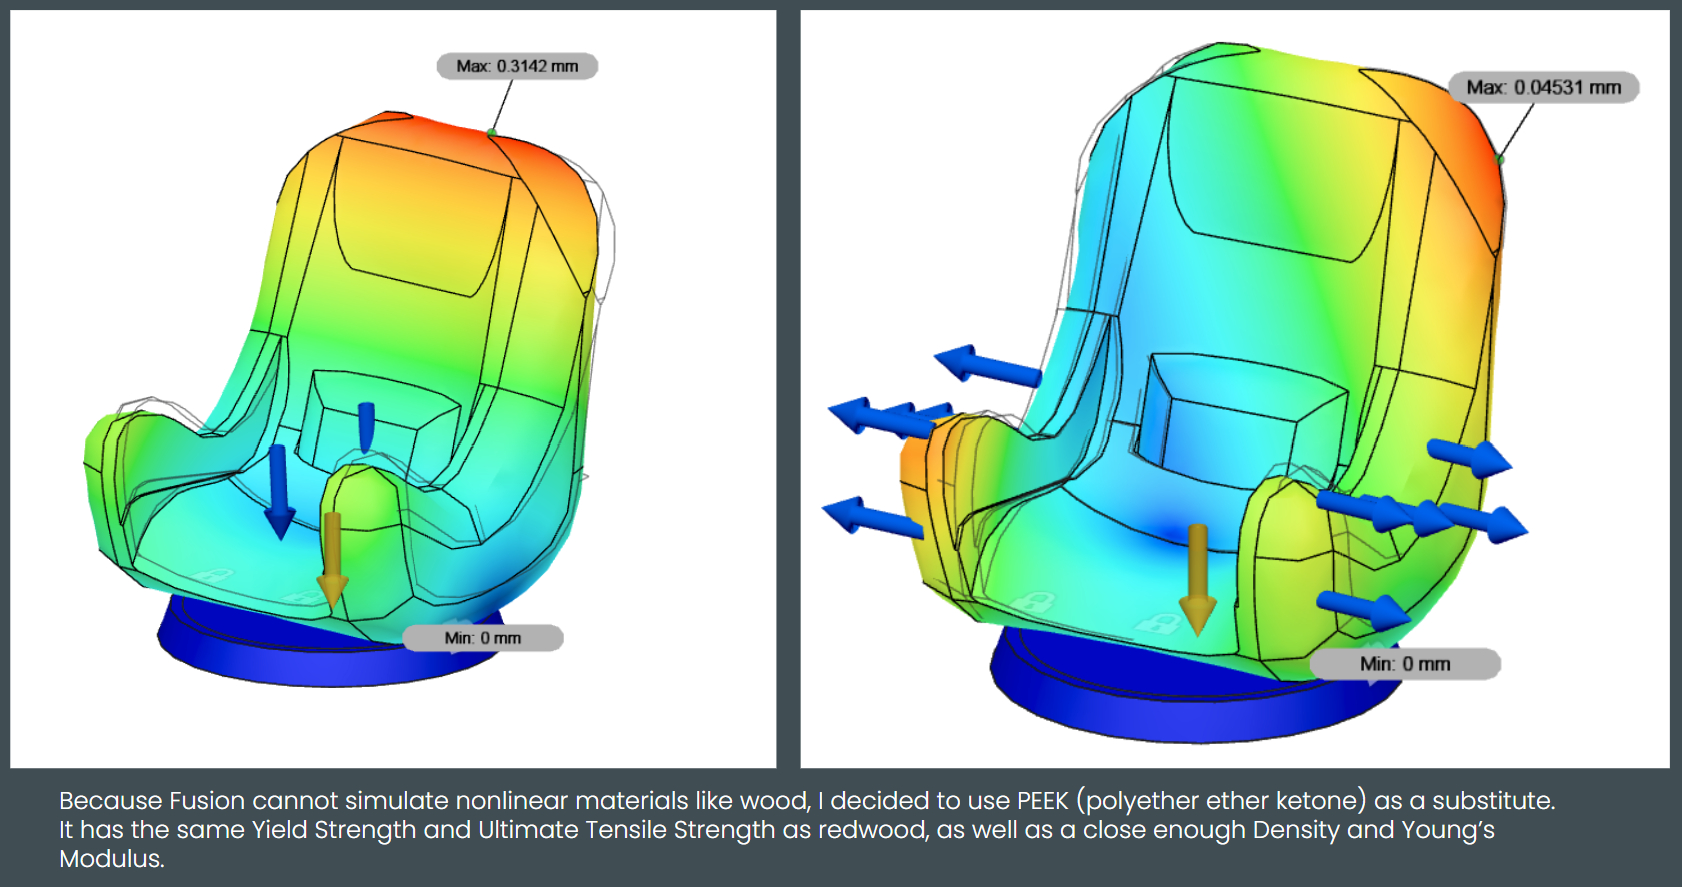 Max: 0.3142 mm
Min: 0 mm
Max: 0.04531 mm
Min: 0 mm
Because Fusion cannot simulate nonlinear materials like wood, I decided to use PEEK (polyether ether ketone) as a substitute.
It has the same Yield Strength and Ultimate Tensile Strength as redwood, as well as a close enough Density and Young's
Modulus.